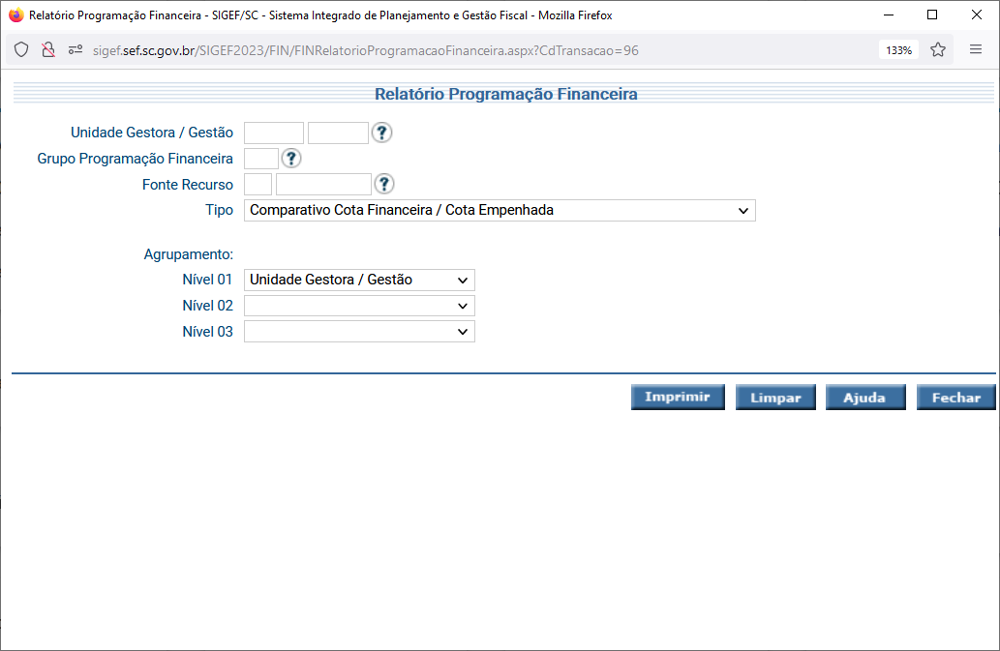 Relatório Programação Financeira - SIGEF/SC - Sistema Integrado de Planejamento e Gestão Fiscal - Mozilla Firefox
sigef.sef.sc.gov.br/SIGEF2023/FIN/FINRelatorioProgramacaoFinanceira.aspx?CdTransacao=96 133%
Relatório Programação Financeira
Unidade Gestora / Gestão ?
Grupo Programação Financeira ?
Fonte Recurso ?
Tipo Comparativo Cota Financeira / Cota Empenhada
Agrupamento:
Nível 01 Unidade Gestora / Gestão
Nível 02
Nível 03
Imprimir Limpar Ajuda Fechar